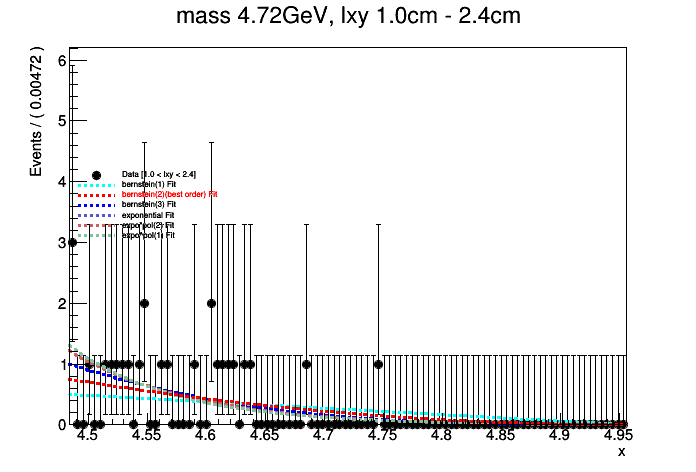 mass 4.72GeV, lxy 1.0cm - 2.4cm
Events / ( 0.00472 )
6
5
4
3
2
1
0
Data [1.0 < lxy < 2.4]
bernstein(1) Fit
bernstein(2)(best order) Fit
bernstein(3) Fit
exponential Fit
expo*pol(2) Fit
expo*pol(1) Fit
4.5 4.55 4.6 4.65 4.7 4.75 4.8 4.85 4.9 4.95
x